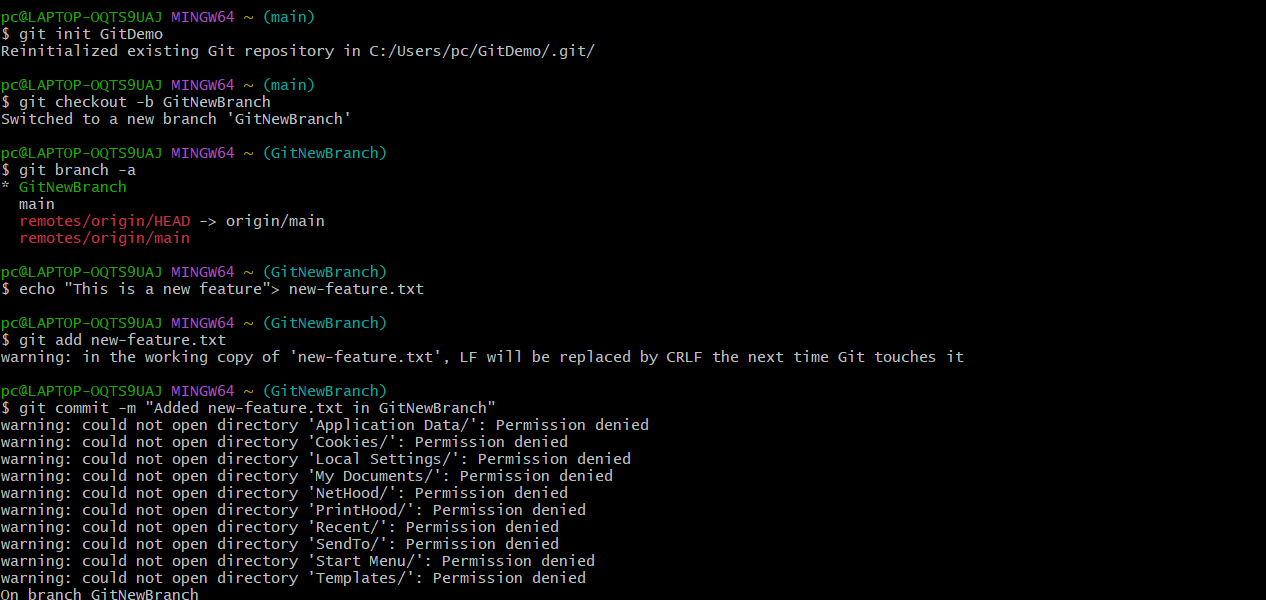 pc@LAPTOP-OQTS9UAJ MINGW64 ~ (main)
$ git init GitDemo
Reinitialized existing Git repository in C:/Users/pc/GitDemo/.git/
pc@LAPTOP-OQTS9UAJ MINGW64 ~ (main)
$ git checkout -b GitNewBranch
Switched to a new branch 'GitNewBranch'
pc@LAPTOP-OQTS9UAJ MINGW64 ~ (GitNewBranch)
$ git branch -a
* GitNewBranch
  main
  remotes/origin/HEAD -> origin/main
  remotes/origin/main
pc@LAPTOP-OQTS9UAJ MINGW64 ~ (GitNewBranch)
$ echo "This is a new feature"> new-feature.txt
pc@LAPTOP-OQTS9UAJ MINGW64 ~ (GitNewBranch)
$ git add new-feature.txt
warning: in the working copy of 'new-feature.txt', LF will be replaced by CRLF the next time Git touches it
pc@LAPTOP-OQTS9UAJ MINGW64 ~ (GitNewBranch)
$ git commit -m "Added new-feature.txt in GitNewBranch"
warning: could not open directory 'Application Data/': Permission denied
warning: could not open directory 'Cookies/': Permission denied
warning: could not open directory 'Local Settings/': Permission denied
warning: could not open directory 'My Documents/': Permission denied
warning: could not open directory 'NetHood/': Permission denied
warning: could not open directory 'PrintHood/': Permission denied
warning: could not open directory 'Recent/': Permission denied
warning: could not open directory 'SendTo/': Permission denied
warning: could not open directory 'Start Menu/': Permission denied
warning: could not open directory 'Templates/': Permission denied
On branch GitNewBranch